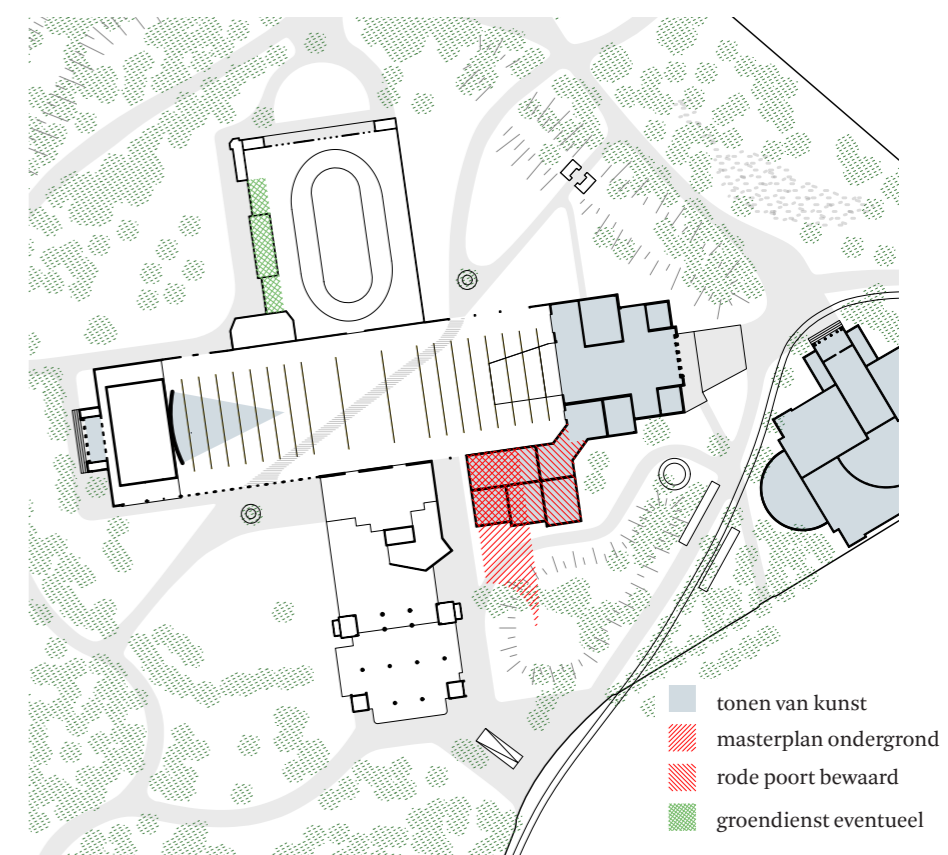 tonen van kunst
masterplan ondergrond
rode poort bewaard
groendienst eventueel